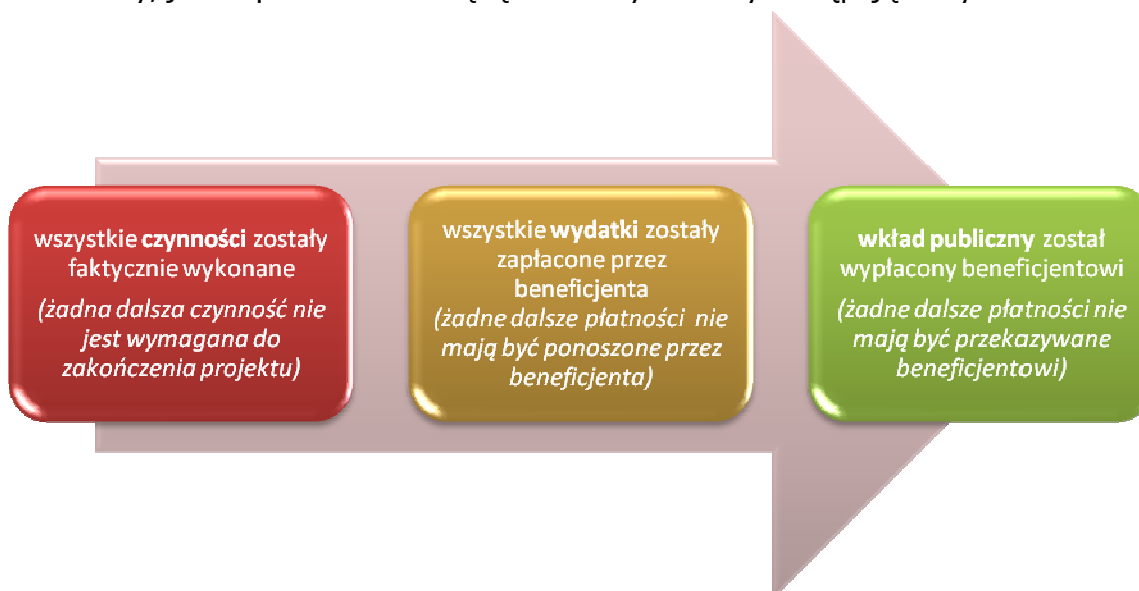 wszystkie czynności zostały
faktycznie wykonane
(żadna dalsza czynność nie
jest wymagana do
zakończenia projektu)
wszystkie wydatki zostały
zapłacone przez
beneficjenta
(żadne dalsze płatności nie
mają być ponoszone przez
beneficjenta)
wkład publiczny został
wypłacony beneficjentowi
(żadne dalsze płatności nie
mają być przekazywane
beneficjentowi)